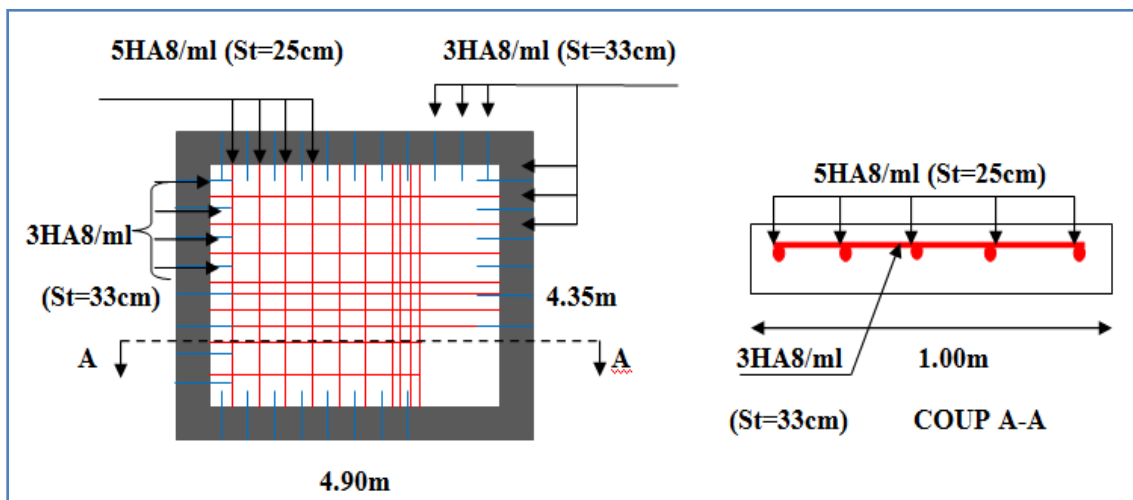 5HA8/ml (St=25cm)
3HA8/ml (St=33cm)
3HA8/ml
(St=33cm)
4.35m
A
A
4.90m
5HA8/ml (St=25cm)
3HA8/ml
1.00m
(St=33cm)
COUP A-A